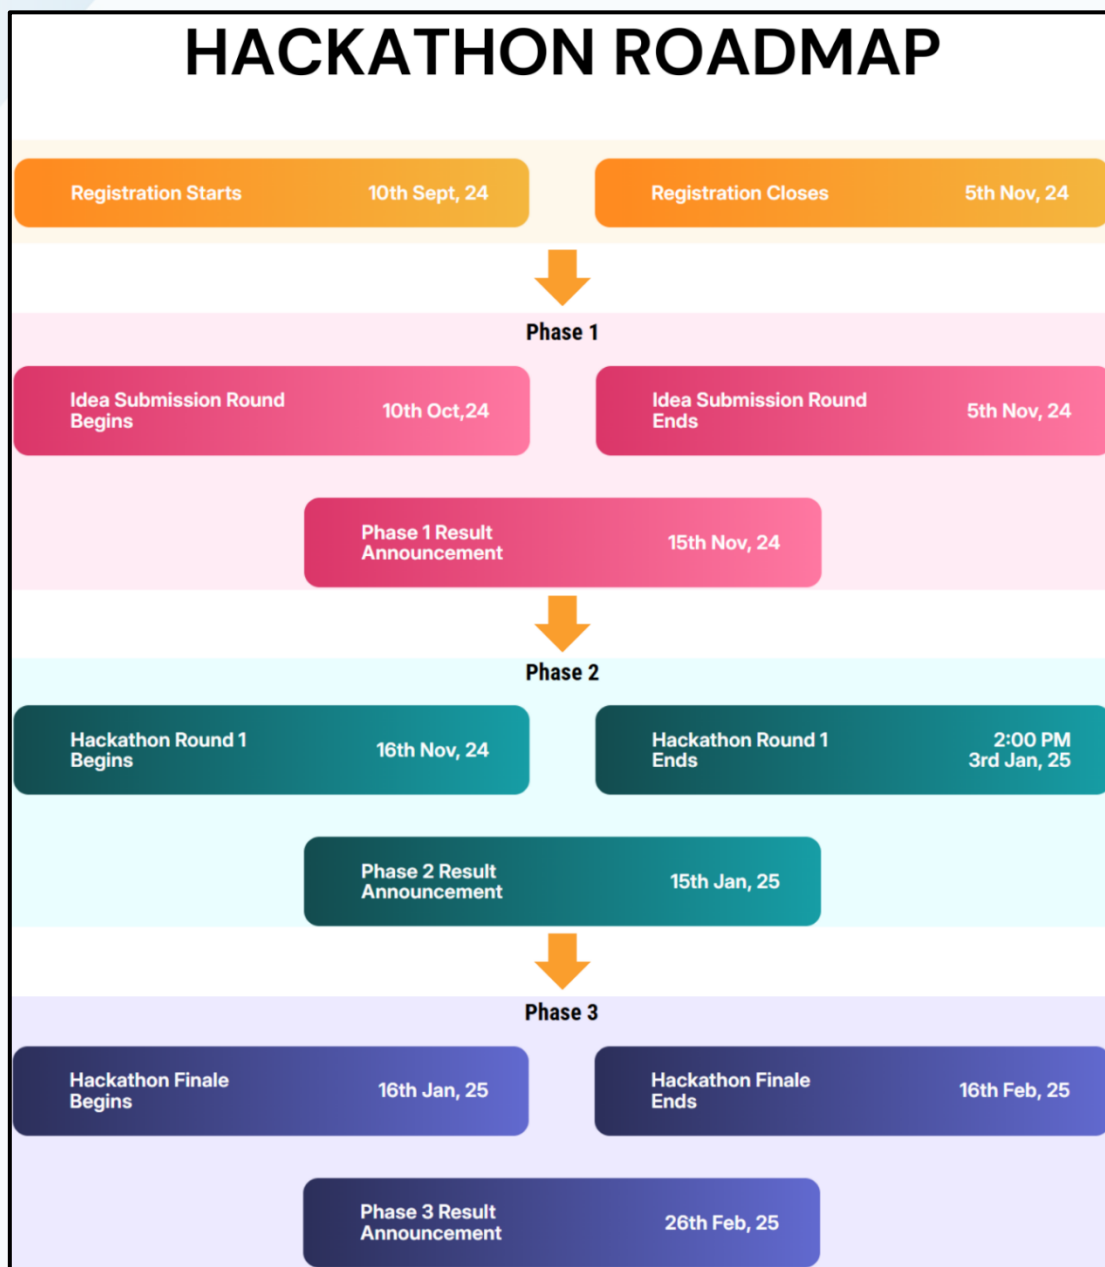 HACKATHON ROADMAP
Registration Starts 10th Sept, 24
Registration Closes 5th Nov, 24
Phase 1
Idea Submission Round
Begins
10th Oct,24
Idea Submission Round
Ends
5th Nov, 24
Phase 1 Result
Announcement
15th Nov, 24
Phase 2
Hackathon Round 1
Begins
16th Nov, 24
Hackathon Round 1
Ends
2:00 PM
3rd Jan, 25
Phase 2 Result
Announcement
15th Jan, 25
Phase 3
Hackathon Finale
Begins
16th Jan, 25
Hackathon Finale
Ends
16th Feb, 25
Phase 3 Result
Announcement
26th Feb, 25